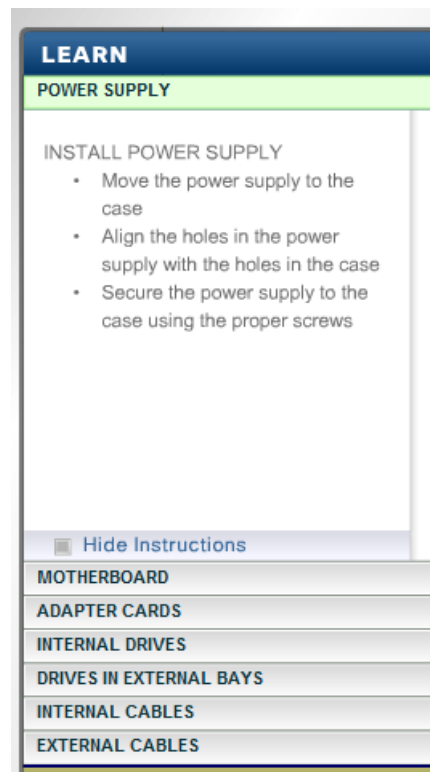 LEARN
POWER SUPPLY
INSTALL POWER SUPPLY
• Move the power supply to the
case
• Align the holes in the power
supply with the holes in the case
• Secure the power supply to the
case using the proper screws
Hide Instructions
MOTHERBOARD
ADAPTER CARDS
INTERNAL DRIVES
DRIVES IN EXTERNAL BAYS
INTERNAL CABLES
EXTERNAL CABLES